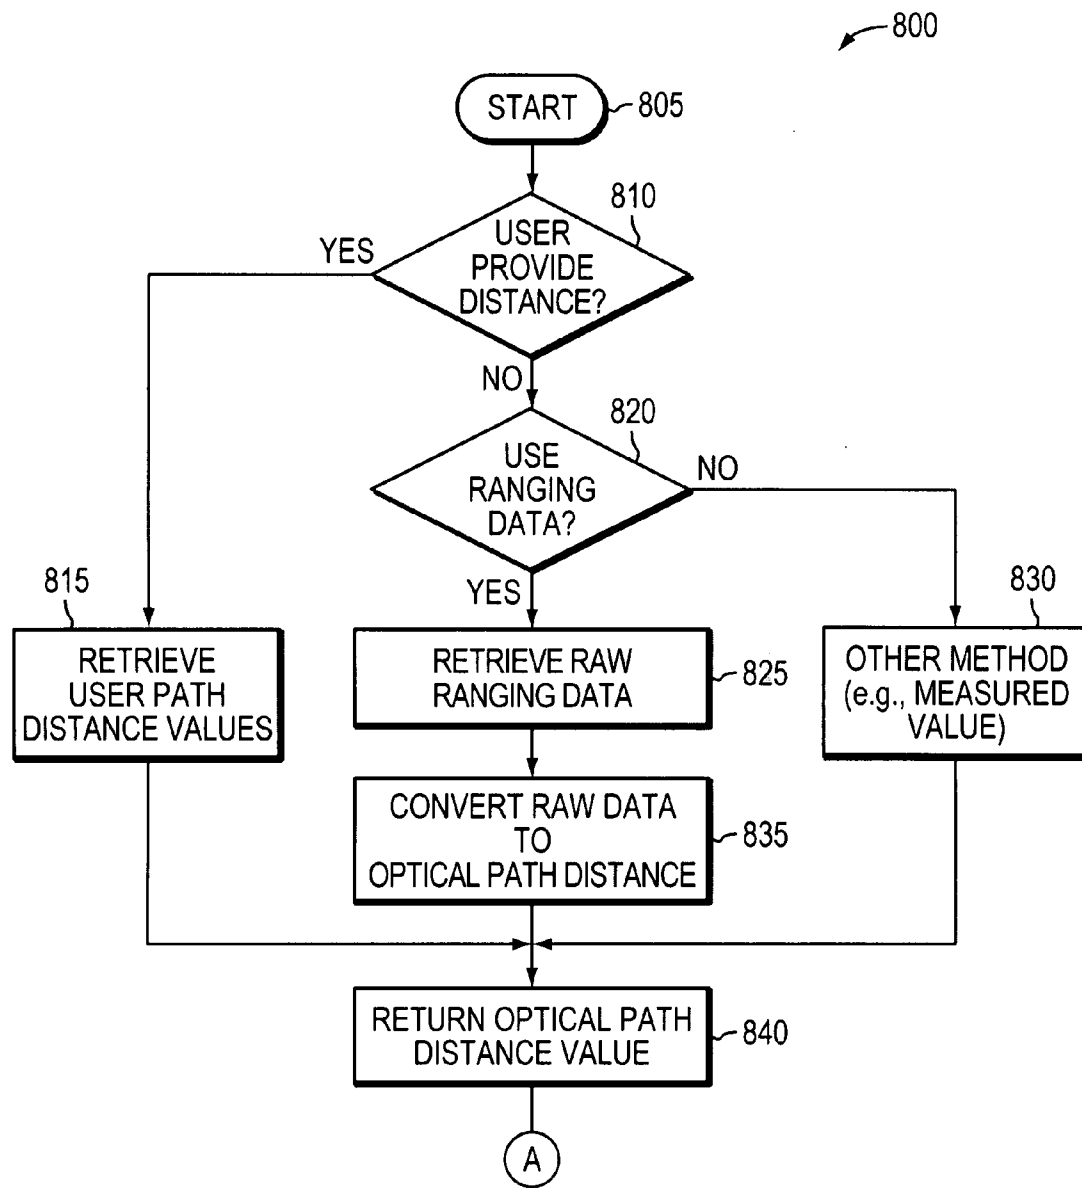 800
START
805
810
USER
PROVIDE
DISTANCE?
YES
NO
820
USE
RANGING
DATA?
NO
YES
815
RETRIEVE
USER PATH
DISTANCE VALUES
RETRIEVE RAW
RANGING DATA
825
830
OTHER METHOD
(e.g., MEASURED
VALUE)
CONVERT RAW DATA
TO
OPTICAL PATH DISTANCE
835
RETURN OPTICAL PATH
DISTANCE VALUE
840
A